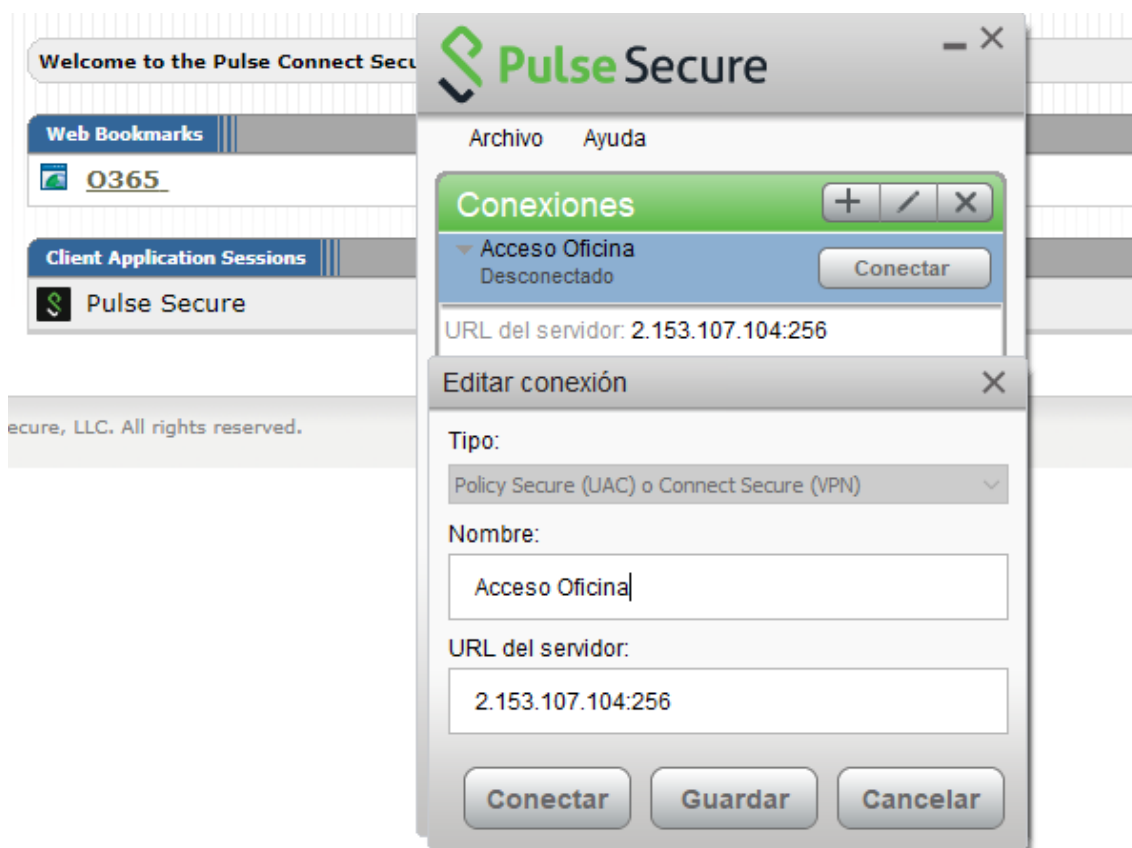 Welcome to the Pulse Connect Secu
Web Bookmarks
O365
Client Application Sessions
Pulse Secure
ecure, LLC. All rights reserved.
Pulse Secure
Archivo Ayuda
Conexiones
Acceso Oficina
Desconectado
Conectar
URL del servidor: 2.153.107.104:256
Editar conexión
Tipo:
Policy Secure (UAC) o Connect Secure (VPN)
Nombre:
Acceso Oficina
URL del servidor:
2.153.107.104:256
Conectar Guardar Cancelar